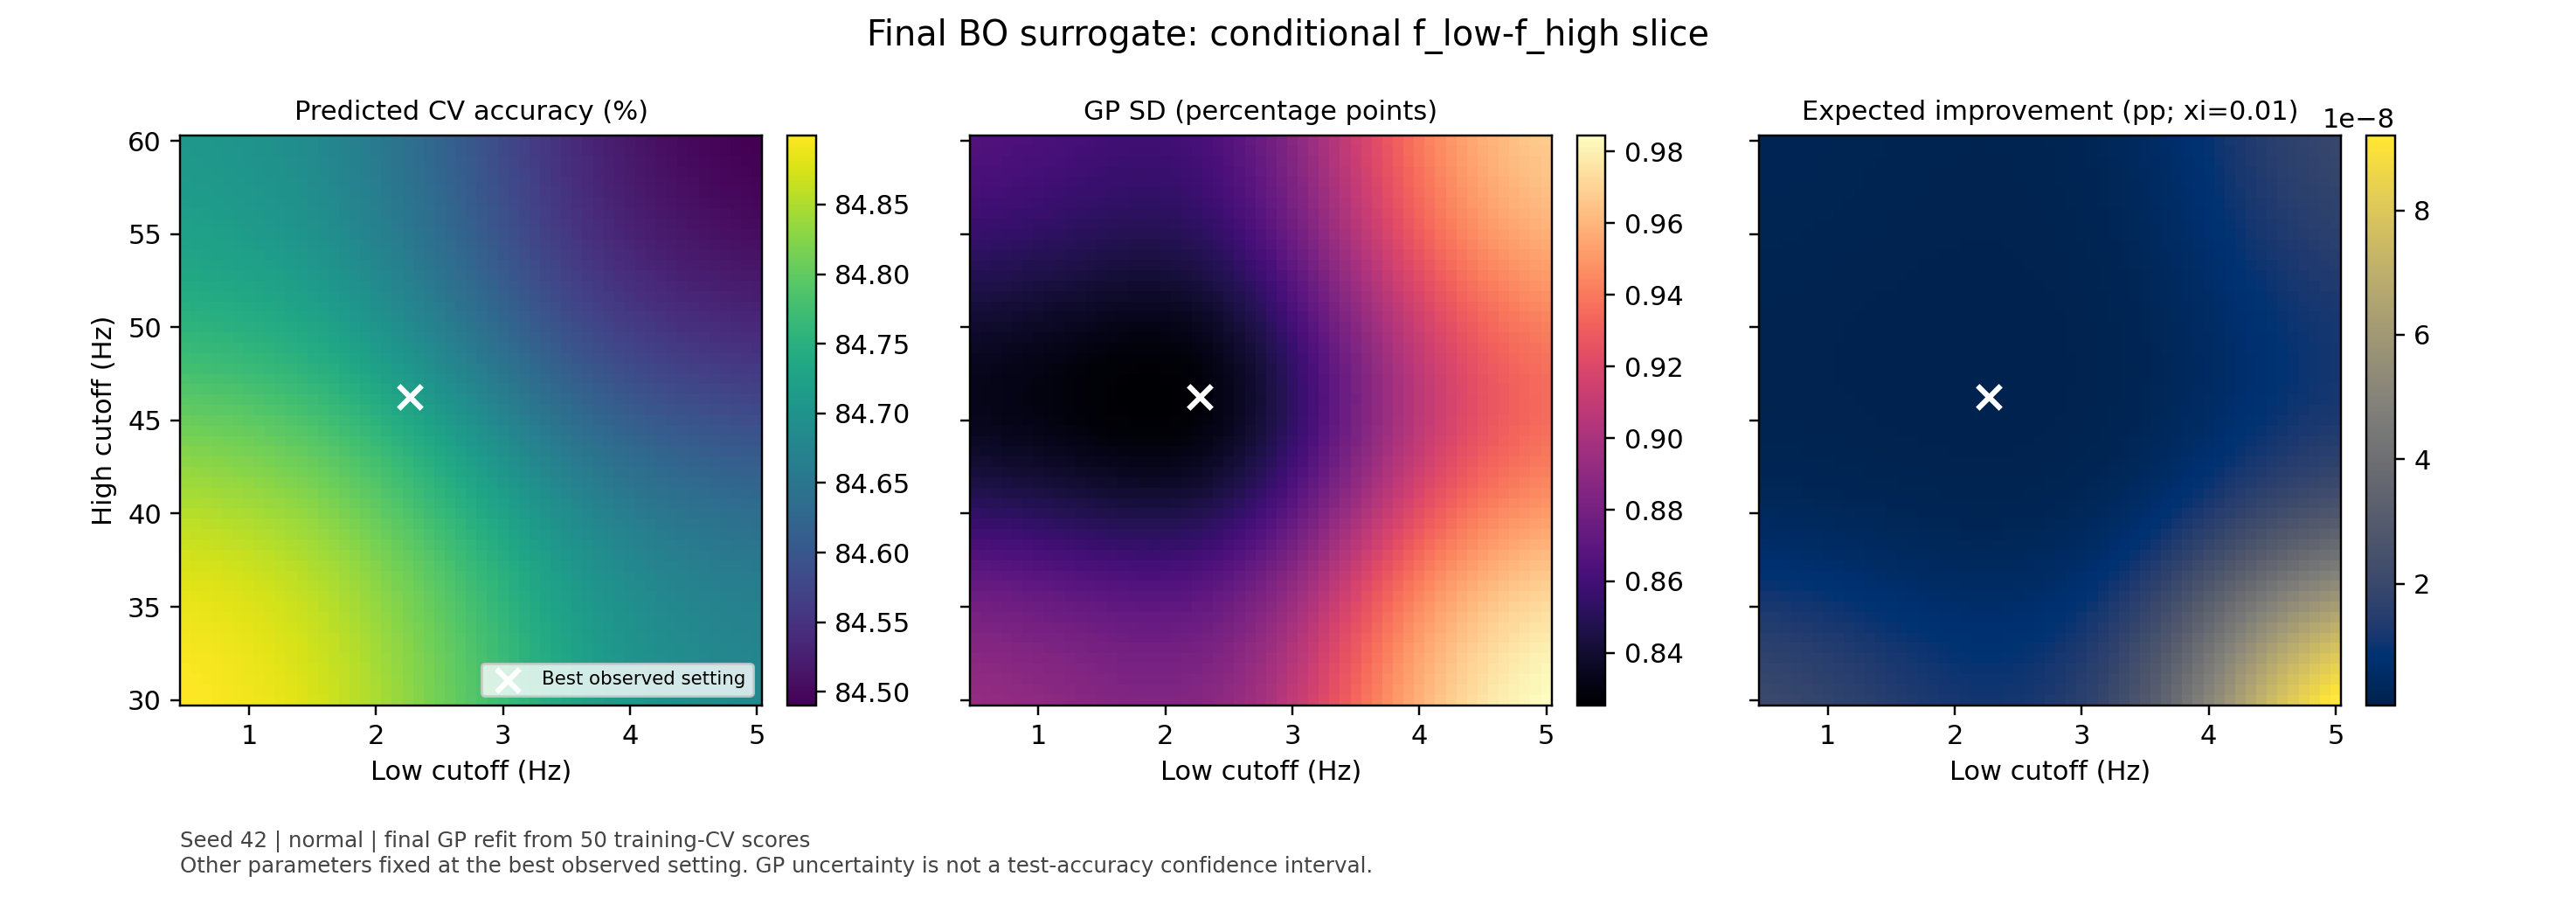 Final BO surrogate: conditional f_low-f_high slice
Predicted CV accuracy (%)
60
55
50
45
40
35
30
High cutoff (Hz)
1 2 3 4 5
Low cutoff (Hz)
Best observed setting
84.85
84.80
84.75
84.70
84.65
84.60
84.55
84.50
GP SD (percentage points)
1 2 3 4 5
Low cutoff (Hz)
0.98
0.96
0.94
0.92
0.90
0.88
0.86
0.84
Expected improvement (pp; xi=0.01)
1e−8
1 2 3 4 5
Low cutoff (Hz)
8
6
4
2
Seed 42 | normal | final GP refit from 50 training-CV scores
Other parameters fixed at the best observed setting. GP uncertainty is not a test-accuracy confidence interval.